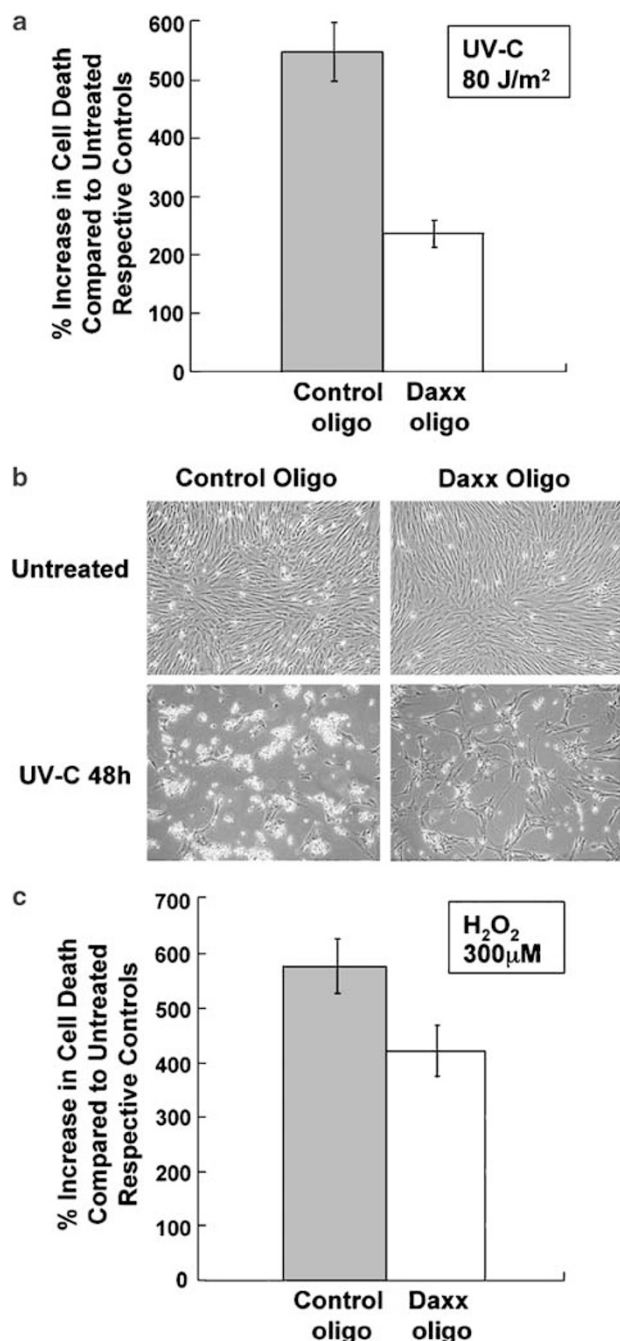 a
% Increase in Cell Death
Compared to Untreated
Respective Controls
600
500
400
300
200
100
0
UV-C
80 J/m²
Control
oligo
Daxx
oligo
b
Control Oligo
Daxx Oligo
Untreated
UV-C 48h
c
% Increase in Cell Death
Compared to Untreated
Respective Controls
700
600
500
400
300
200
100
0
H₂O₂
300μM
Control
oligo
Daxx
oligo